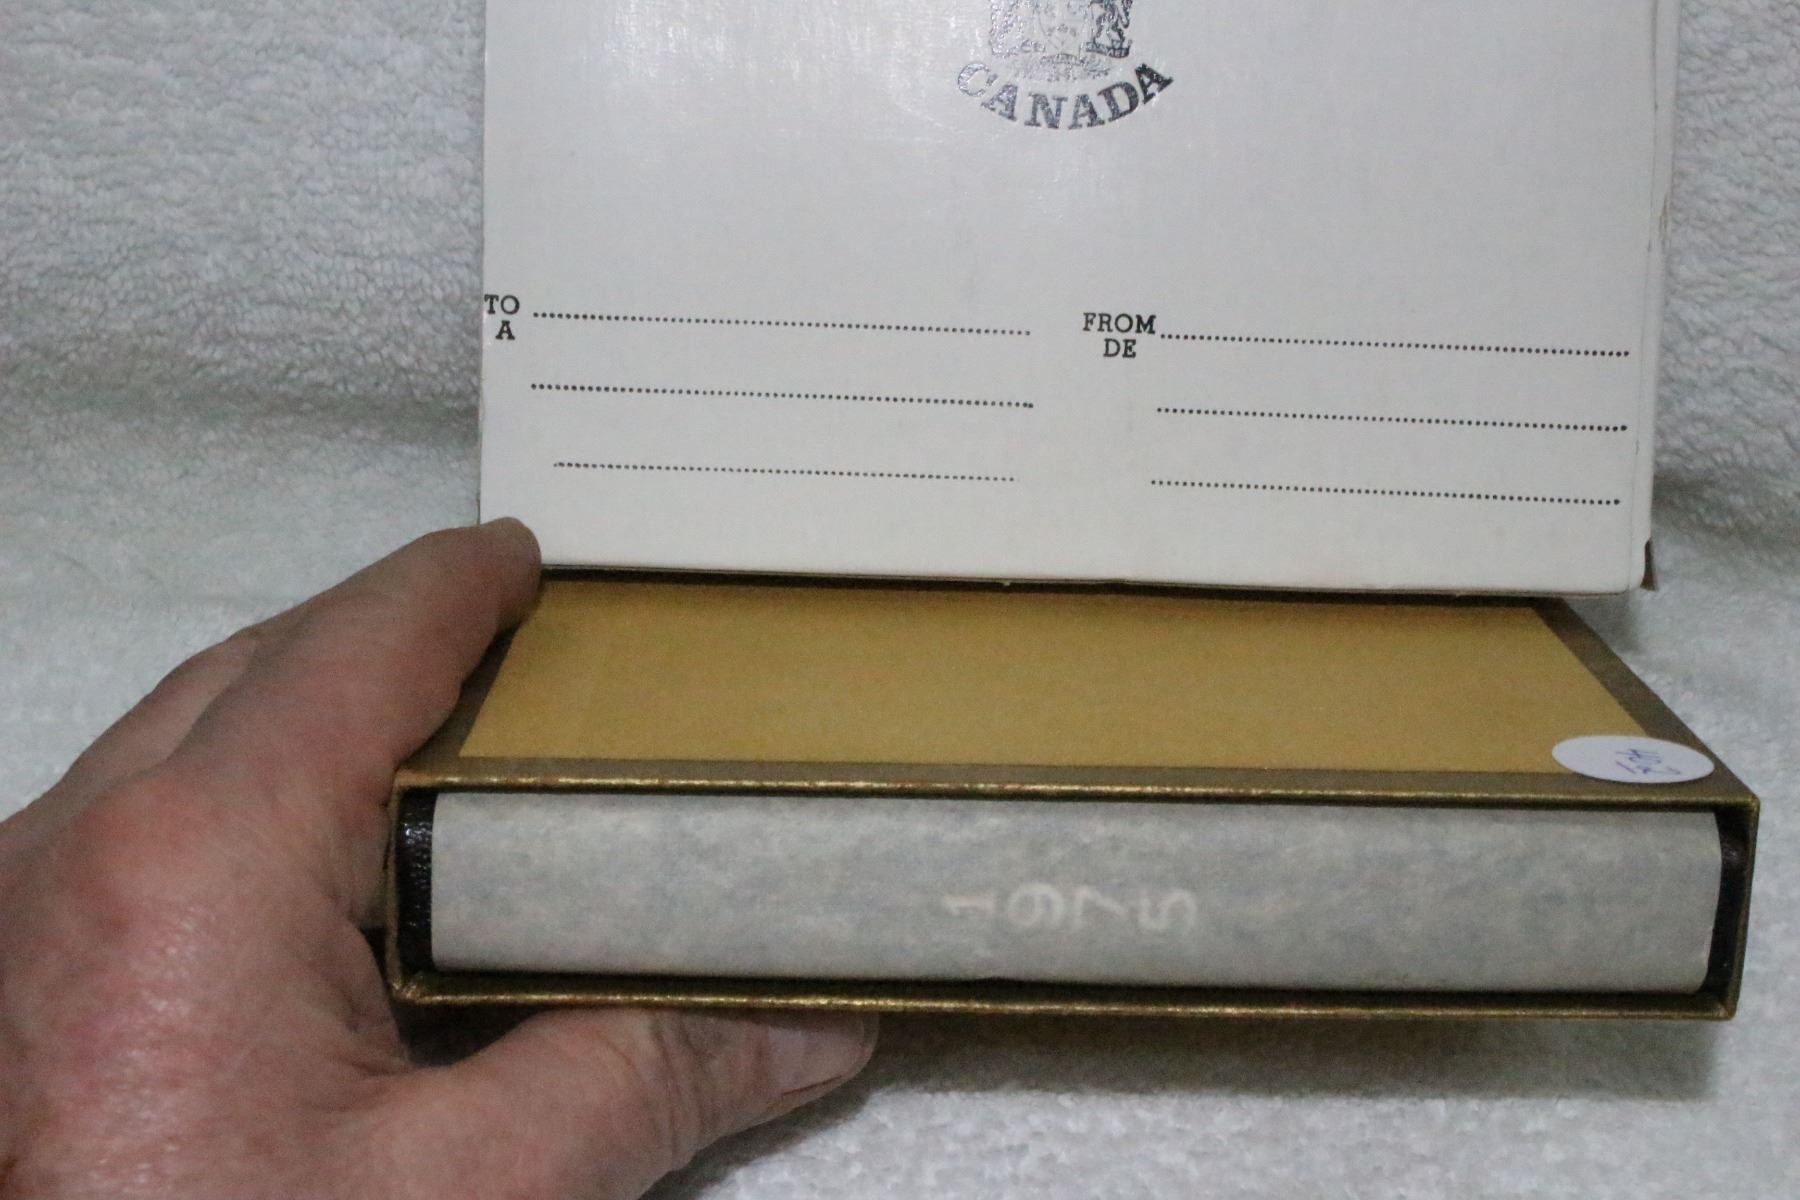 CANADA
TO
A
FROM
DE
1975